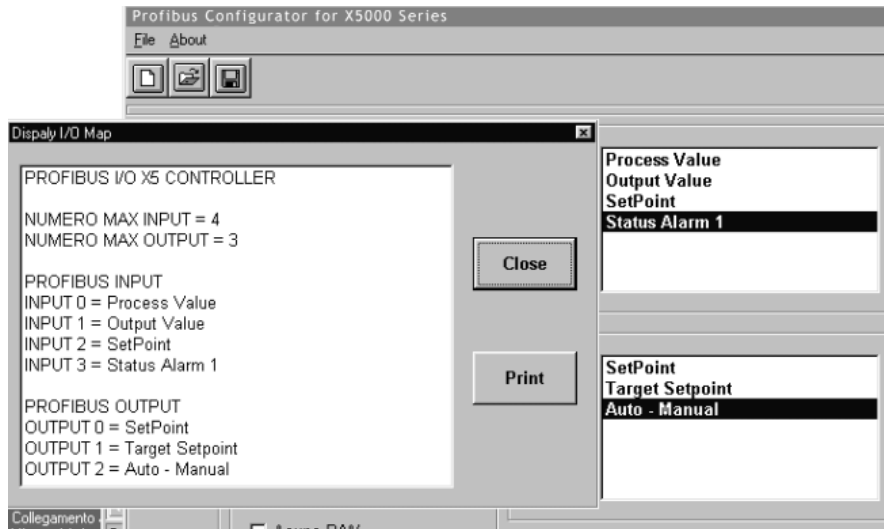 Profibus Configurator for X5000 Series
File About
Dispaly I/O Map
PROFIBUS I/O X5 CONTROLLER
NUMERO MAX INPUT = 4
NUMERO MAX OUTPUT = 3
PROFIBUS INPUT
INPUT 0 = Process Value
INPUT 1 = Output Value
INPUT 2 = SetPoint
INPUT 3 = Status Alarm 1
PROFIBUS OUTPUT
OUTPUT 0 = SetPoint
OUTPUT 1 = Target Setpoint
OUTPUT 2 = Auto - Manual
Close
Print
Process Value
Output Value
SetPoint
Status Alarm 1
SetPoint
Target Setpoint
Auto - Manual
Collegamento